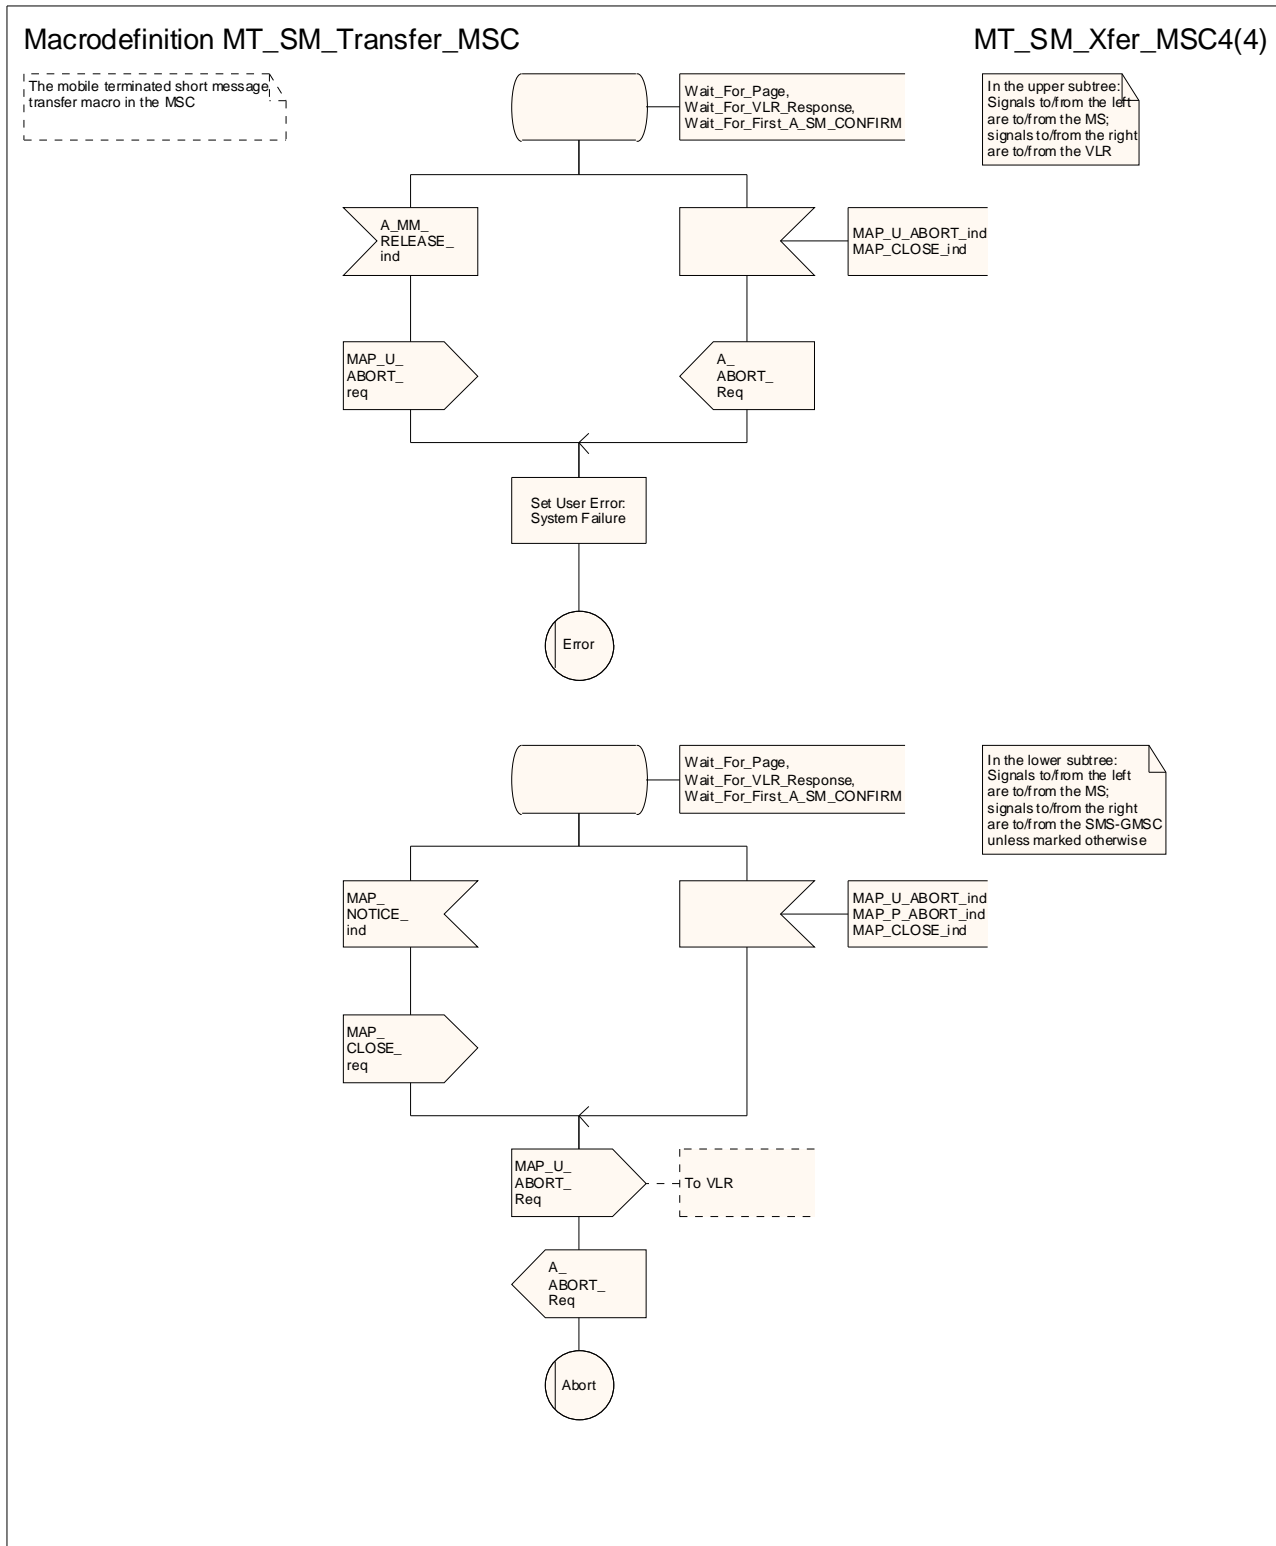 Macrodefinition MT_SM_Transfer_MSC
MT_SM_Xfer_MSC4(4)
The mobile terminated short message
transfer macro in the MSC
Wait_For_Page,
Wait_For_VLR_Response,
Wait_For_First_A_SM_CONFIRM
In the upper subtree:
Signals to/from the left
are to/from the MS;
signals to/from the right
are to/from the VLR
A_MM_
RELEASE_
ind
MAP_U_ABORT_ind
MAP_CLOSE_ind
MAP_U_
ABORT_
req
A_
ABORT_
Req
Set User Error:
System Failure
Error
Wait_For_Page,
Wait_For_VLR_Response,
Wait_For_First_A_SM_CONFIRM
In the lower subtree:
Signals to/from the left
are to/from the MS;
signals to/from the right
are to/from the SMS-GMSC
unless marked otherwise
MAP_
NOTICE_
ind
MAP_U_ABORT_ind
MAP_P_ABORT_ind
MAP_CLOSE_ind
MAP_
CLOSE_
req
MAP_U_
ABORT_
Req
To VLR
A_
ABORT_
Req
Abort